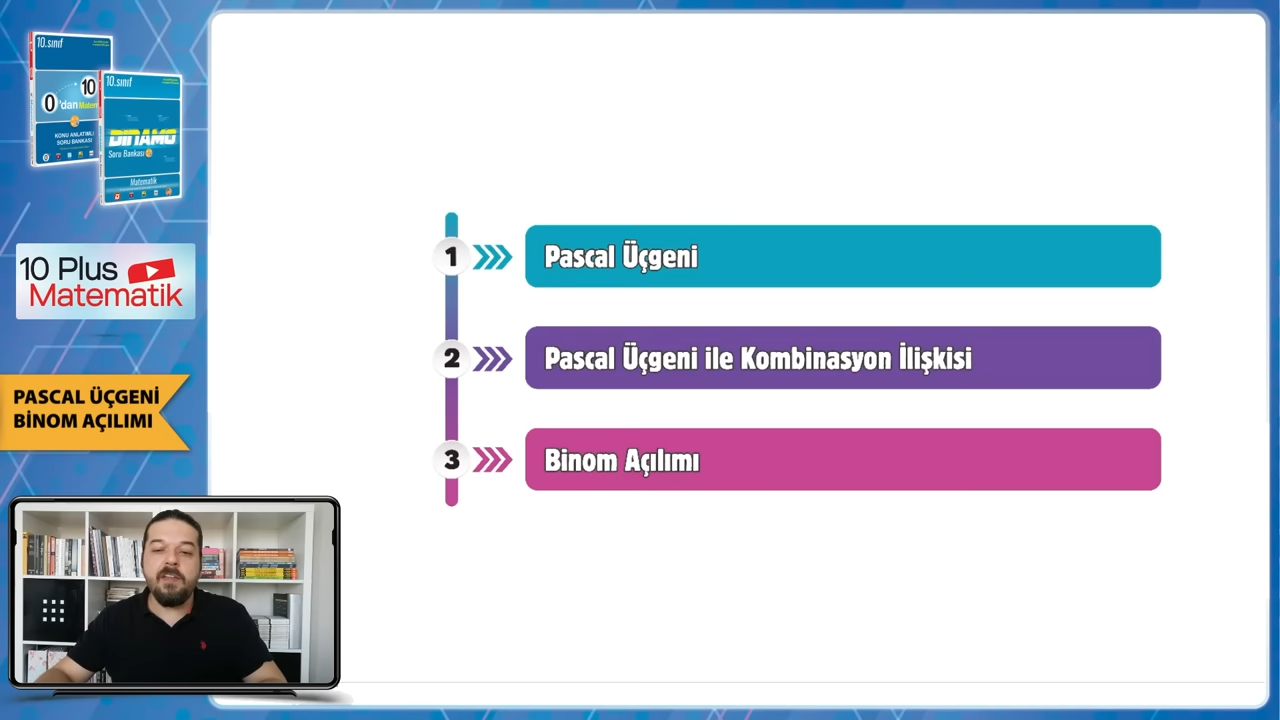 10.sınıf
0'dan 10
KONU ANLATIMLI
SORU BANKASI
10.sınıf
DİNAMO
Soru Bankası
Matematik
10 Plus
Matematik
PASCAL ÜÇGENİ
BİNOM AÇILIMI
1 Pascal Üçgeni
2 Pascal Üçgeni ile Kombinasyon İlişkisi
3 Binom Açılımı